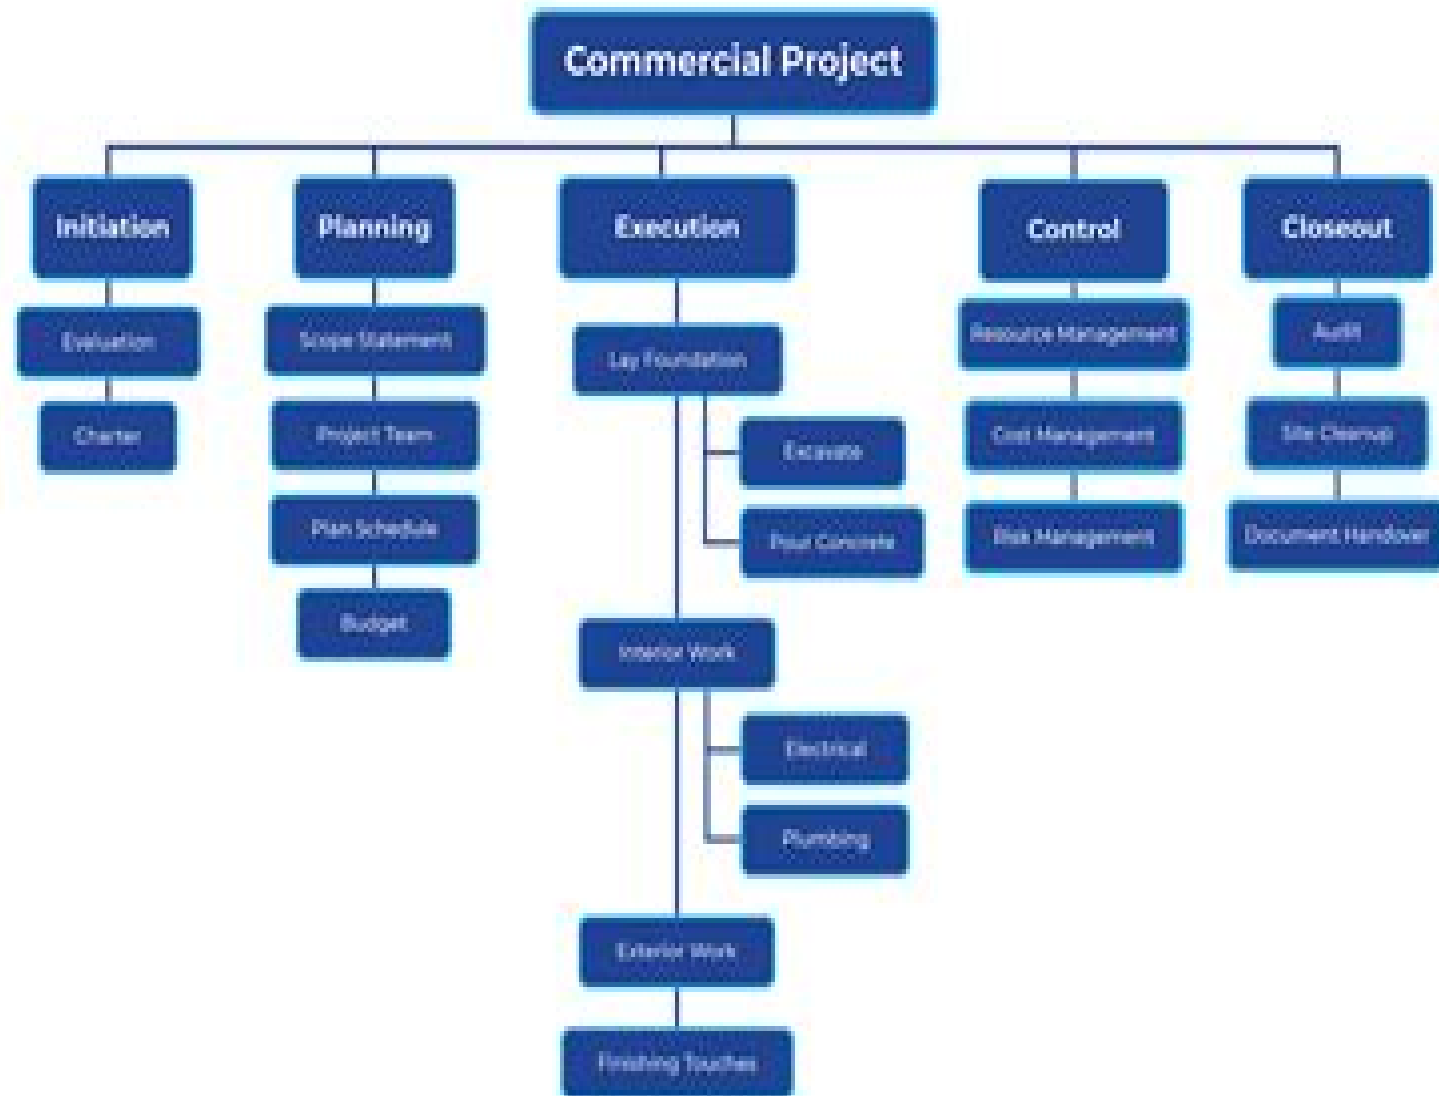 Commercial Project
Initiation
Planning
Execution
Control
Closeout
Evaluation
Charter
Scope Statement
Project Team
Plan Schedule
Budget
Lay Foundation
Excavate
Pour Concrete
Interior Work
Electrical
Plumbing
Exterior Work
Finishing Touches
Resource Management
Cost Management
Risk Management
Audit
Site Cleanup
Document Handover